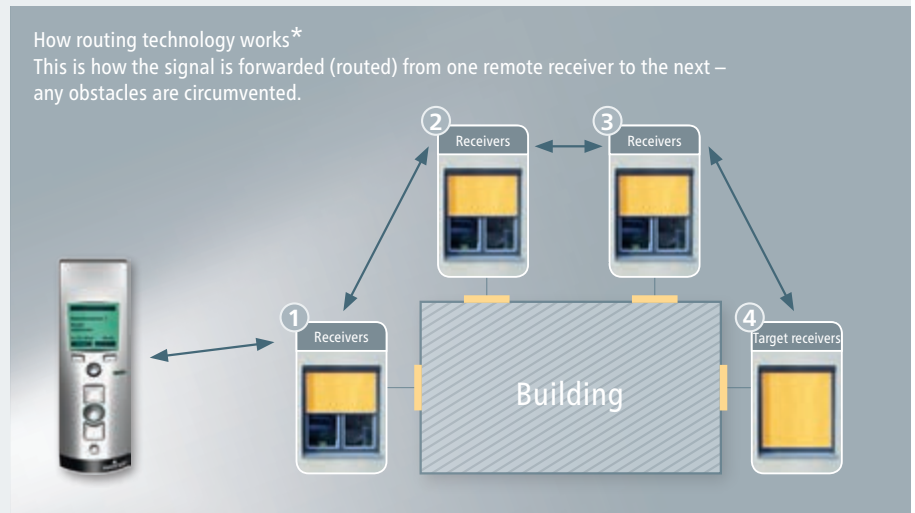 How routing technology works*
This is how the signal is forwarded (routed) from one remote receiver to the next –
any obstacles are circumvented.
2
Receivers
3
Receivers
1
Receivers
4
Target receivers
Building